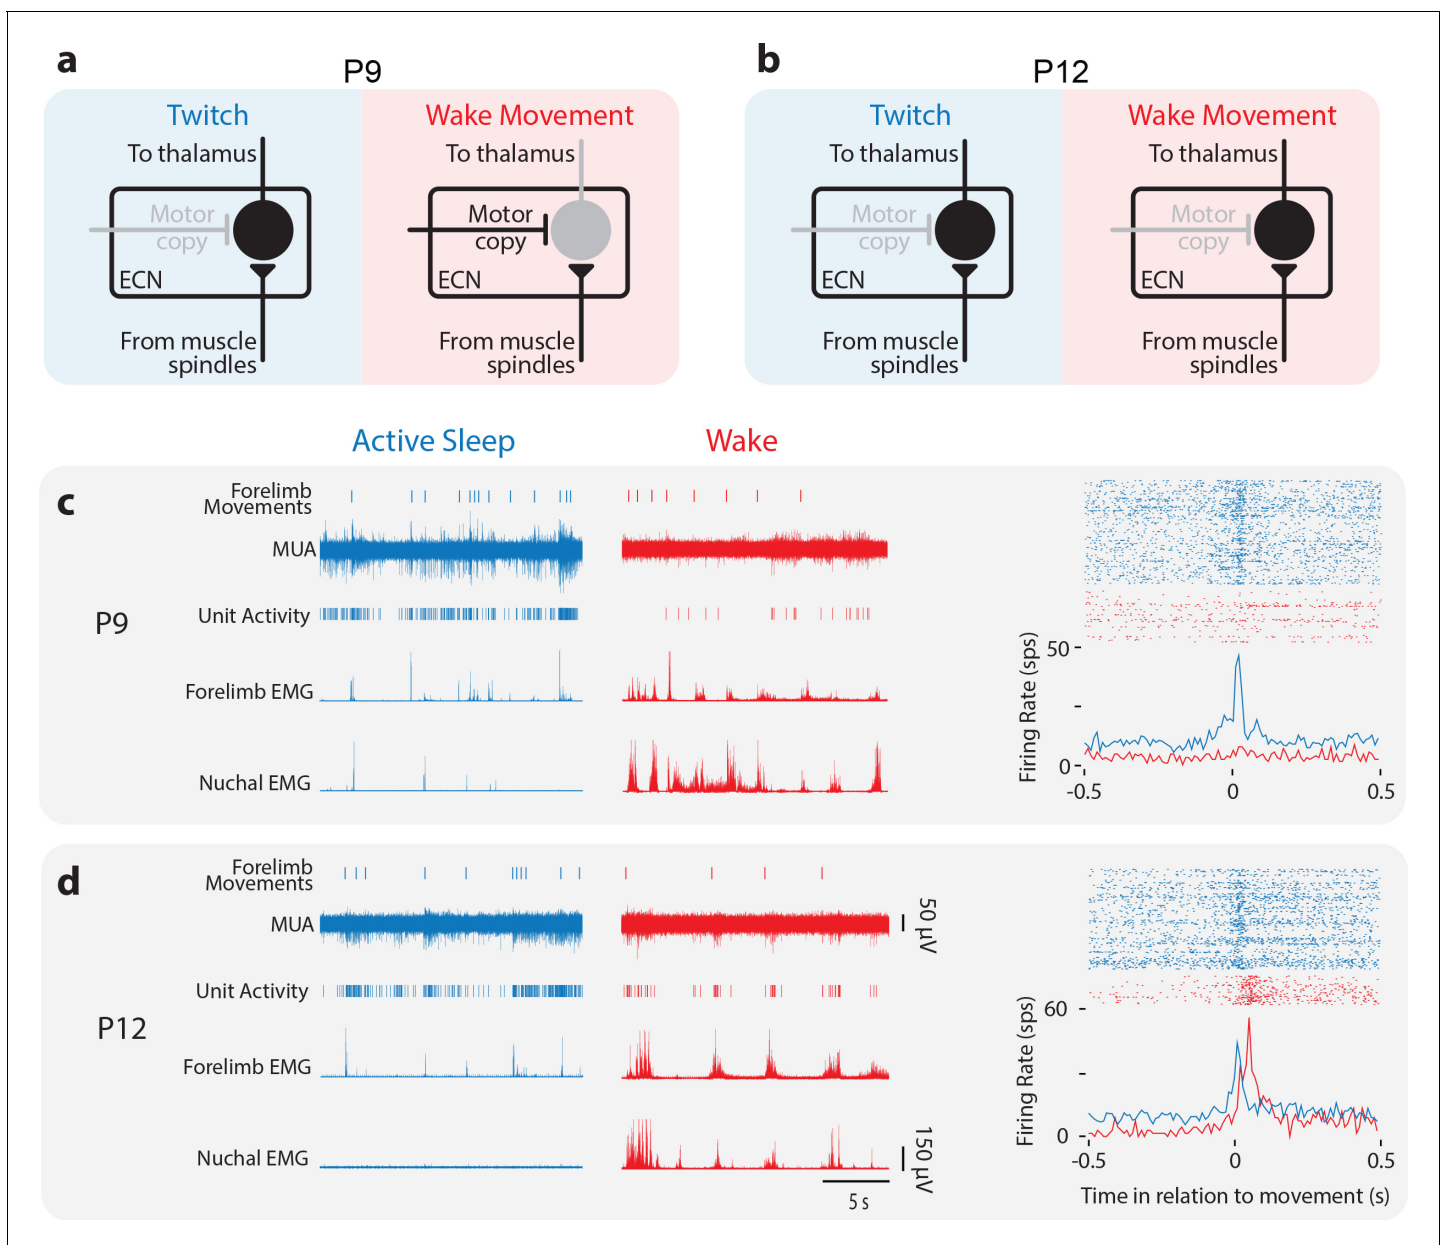 a
P9
Twitch
Wake Movement
To thalamus
To thalamus
Motor
copy
Motor
copy
ECN
ECN
From muscle
spindles
From muscle
spindles
b
P12
Twitch
Wake Movement
To thalamus
To thalamus
Motor
copy
Motor
copy
ECN
ECN
From muscle
spindles
From muscle
spindles
Active Sleep
Wake
c
P9
Forelimb
Movements
MUA
Unit Activity
Forelimb EMG
Nuchal EMG
Firing Rate (sps)
50
0
-0.5
0
0.5
d
P12
Forelimb
Movements
MUA
50 µV
Unit Activity
Forelimb EMG
Nuchal EMG
150 µV
5 s
Firing Rate (sps)
60
0
-0.5
0
0.5
Time in relation to movement (s)